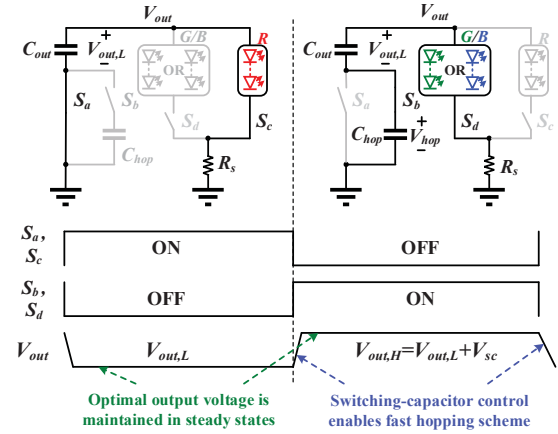 Vout
G/B
R
Cout
+
Vout,L
−
OR
Sa
Sb
Sc
Sd
Chop
Rs
Vout
G/B
R
Cout
+
Vout,L
−
OR
Sa
Sb
Sc
Sd
Chop
+
Vhop
−
Rs
Sa, Sc
ON
OFF
Sb, Sd
OFF
ON
Vout
Vout,L
Vout,H=Vout,L+Vsc
Optimal output voltage is
maintained in steady states
Switching-capacitor control
enables fast hopping scheme